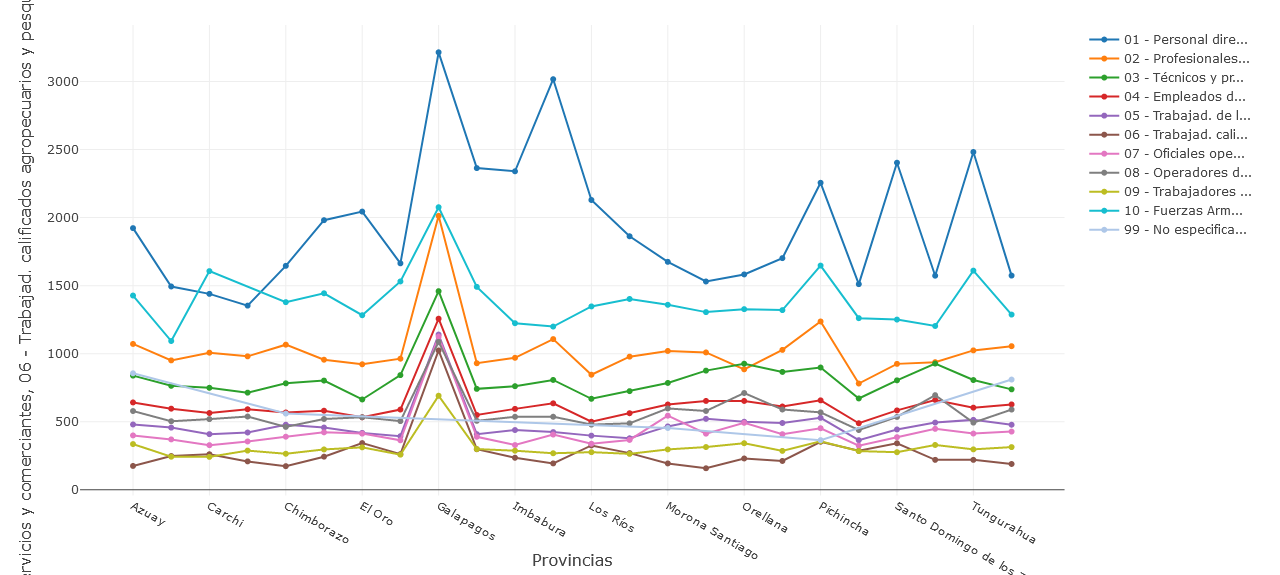 ervicios y comerciantes, 06 - Trabajad. calificados agropecuarios y pesqu
3000
2500
2000
1500
1000
500
0
Azuay
Carchi
Chimborazo
El Oro
Galapagos
Imbabura
Los Ríos
Morona Santiago
Orellana
Pichincha
Santo Domingo de los
Tungurahua
Provincias
01 - Personal dire...
02 - Profesionales...
03 - Técnicos y pr...
04 - Empleados d...
05 - Trabajad. de l...
06 - Trabajad. cali...
07 - Oficiales ope...
08 - Operadores d...
09 - Trabajadores ...
10 - Fuerzas Arm...
99 - No especifica...